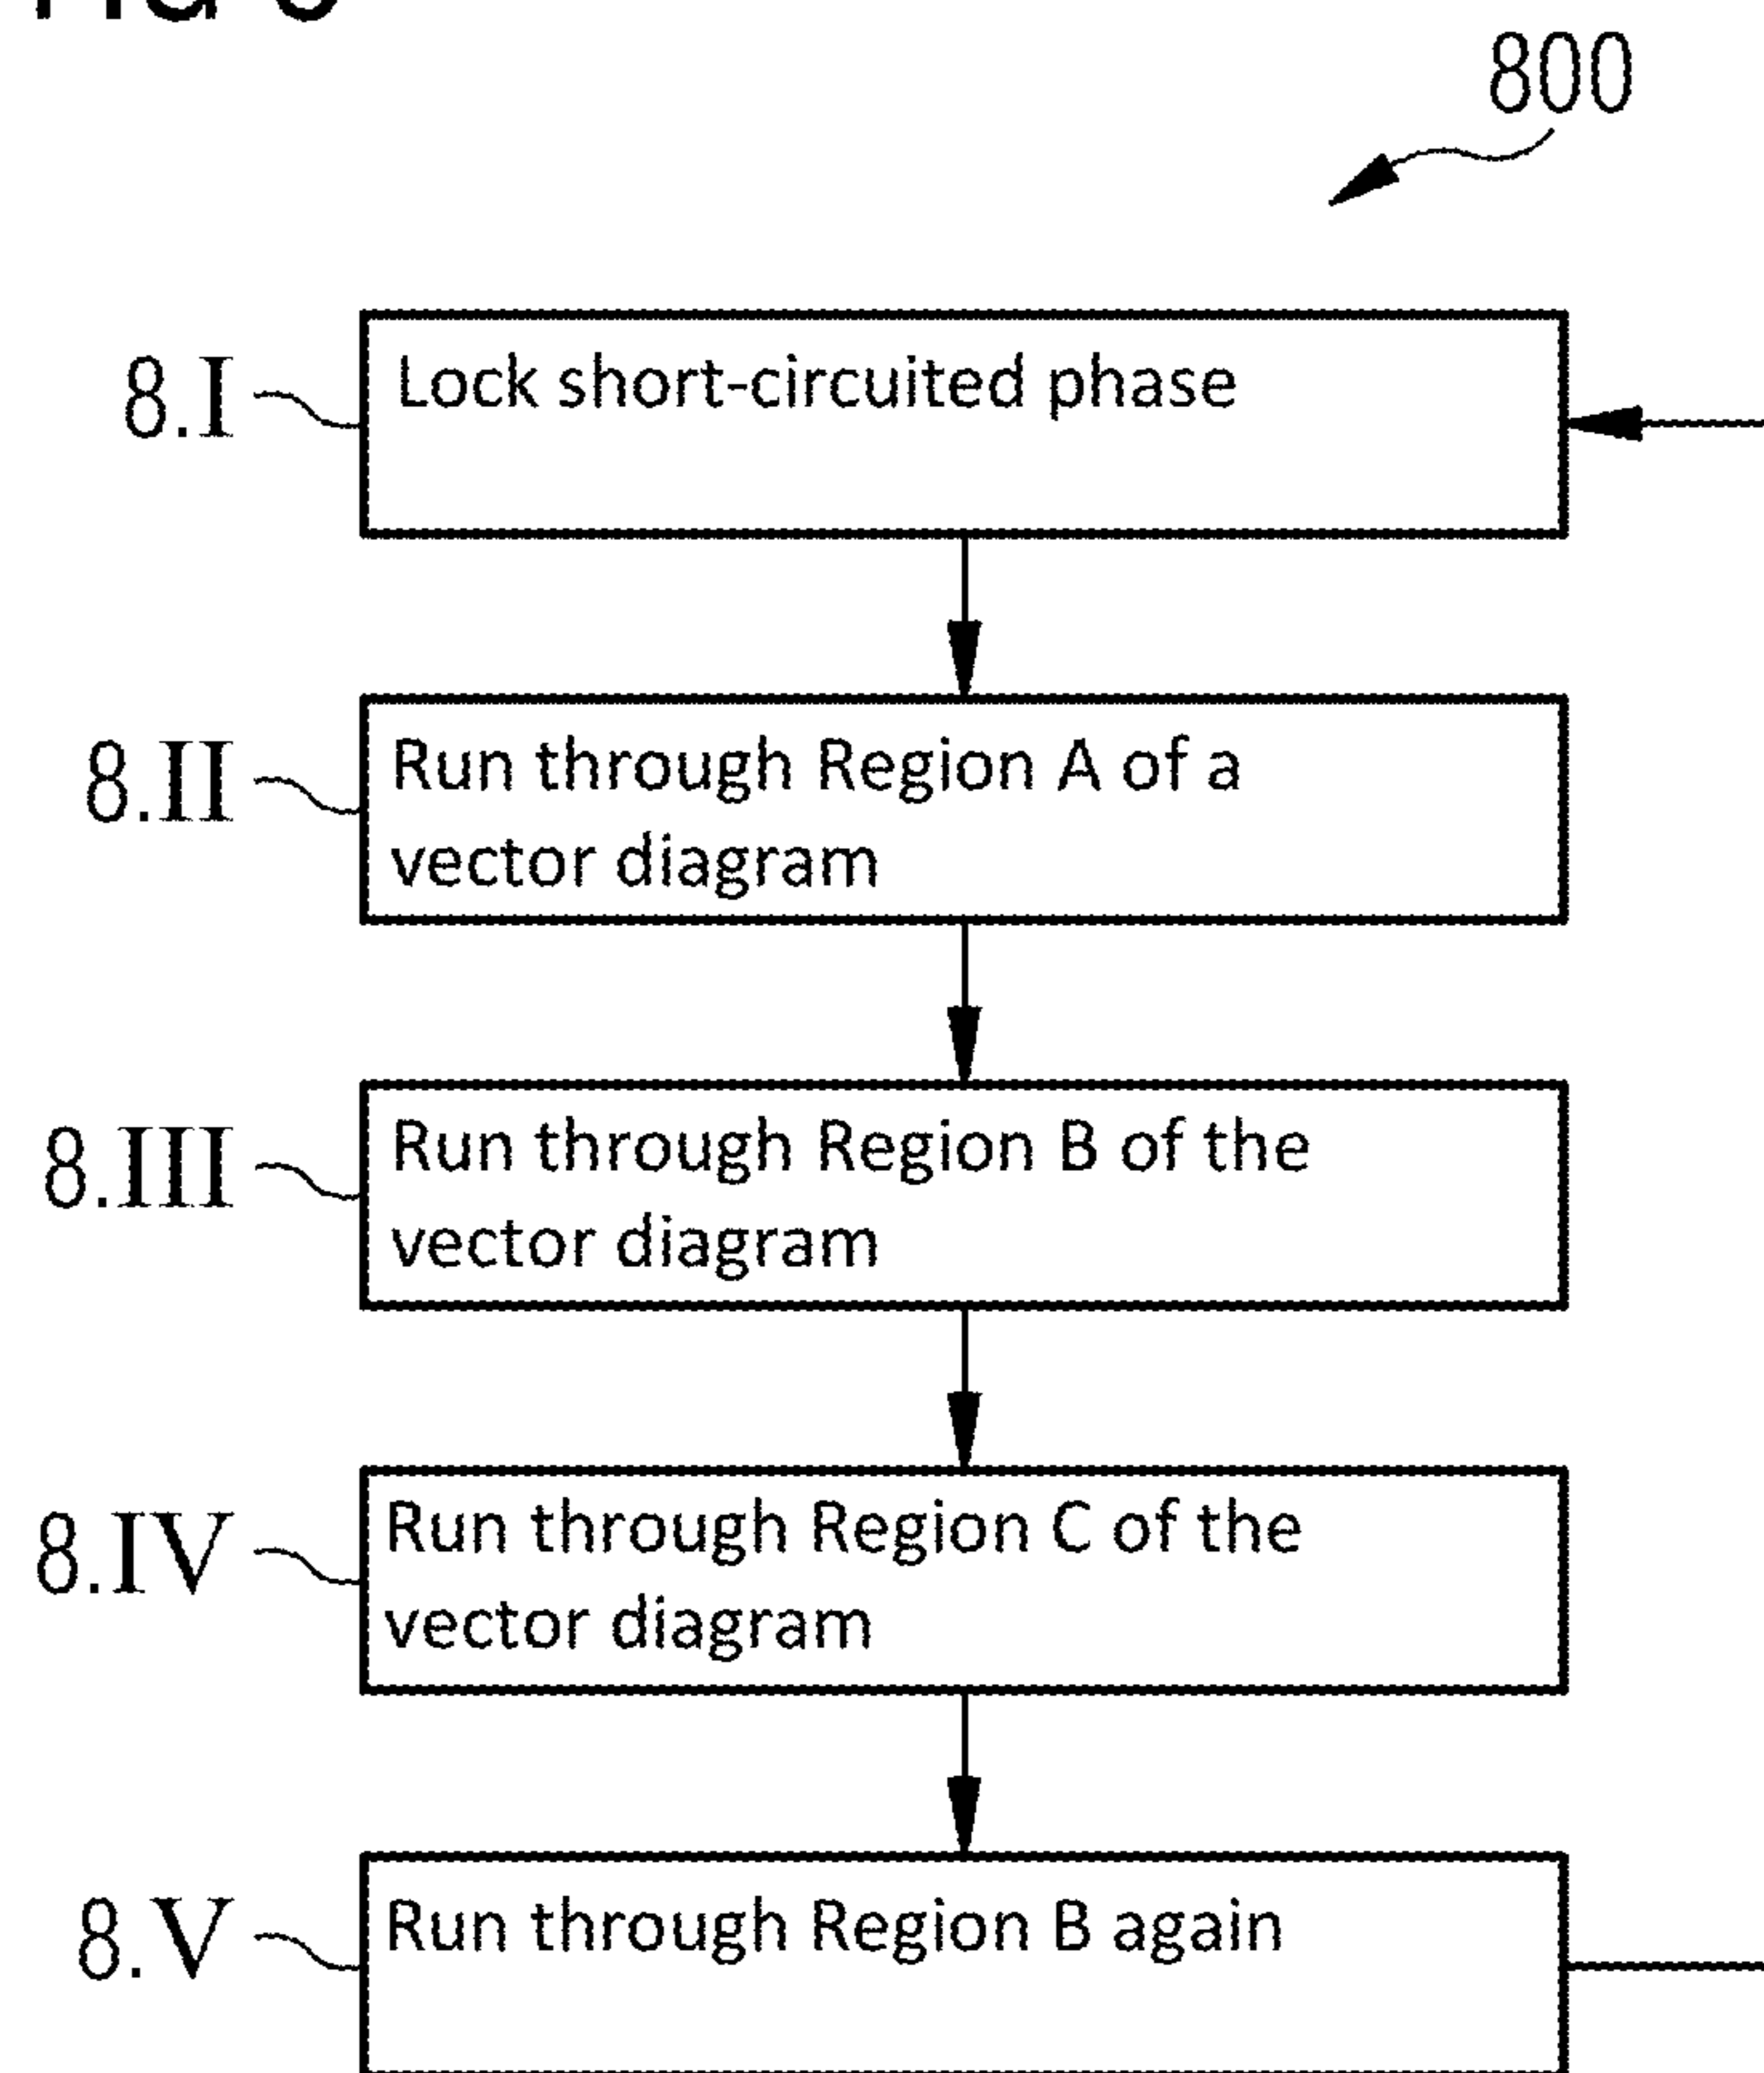 800
8.I
Lock short-circuited phase
8.II
Run through Region A of a
vector diagram
8.III
Run through Region B of the
vector diagram
8.IV
Run through Region C of the
vector diagram
8.V
Run through Region B again